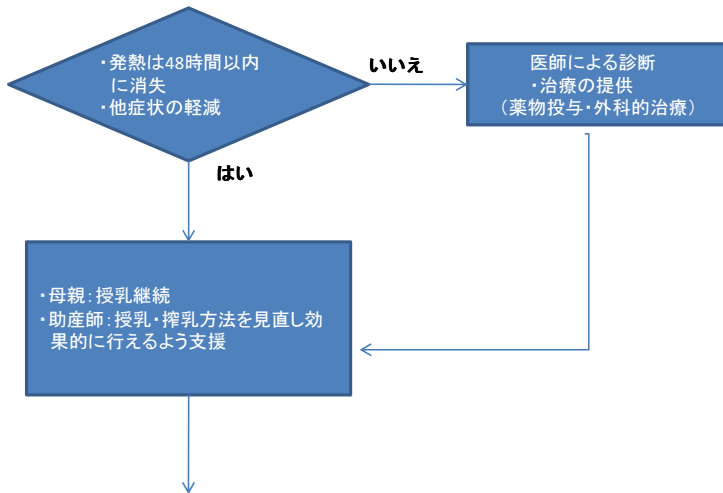 ・発熱は48時間以内
に消失
・他症状の軽減
いいえ
医師による診断
・治療の提供
（薬物投与・外科的治療）
はい
・母親：授乳継続
・助産師：授乳・搾乳方法を見直し効
果的に行えるよう支援